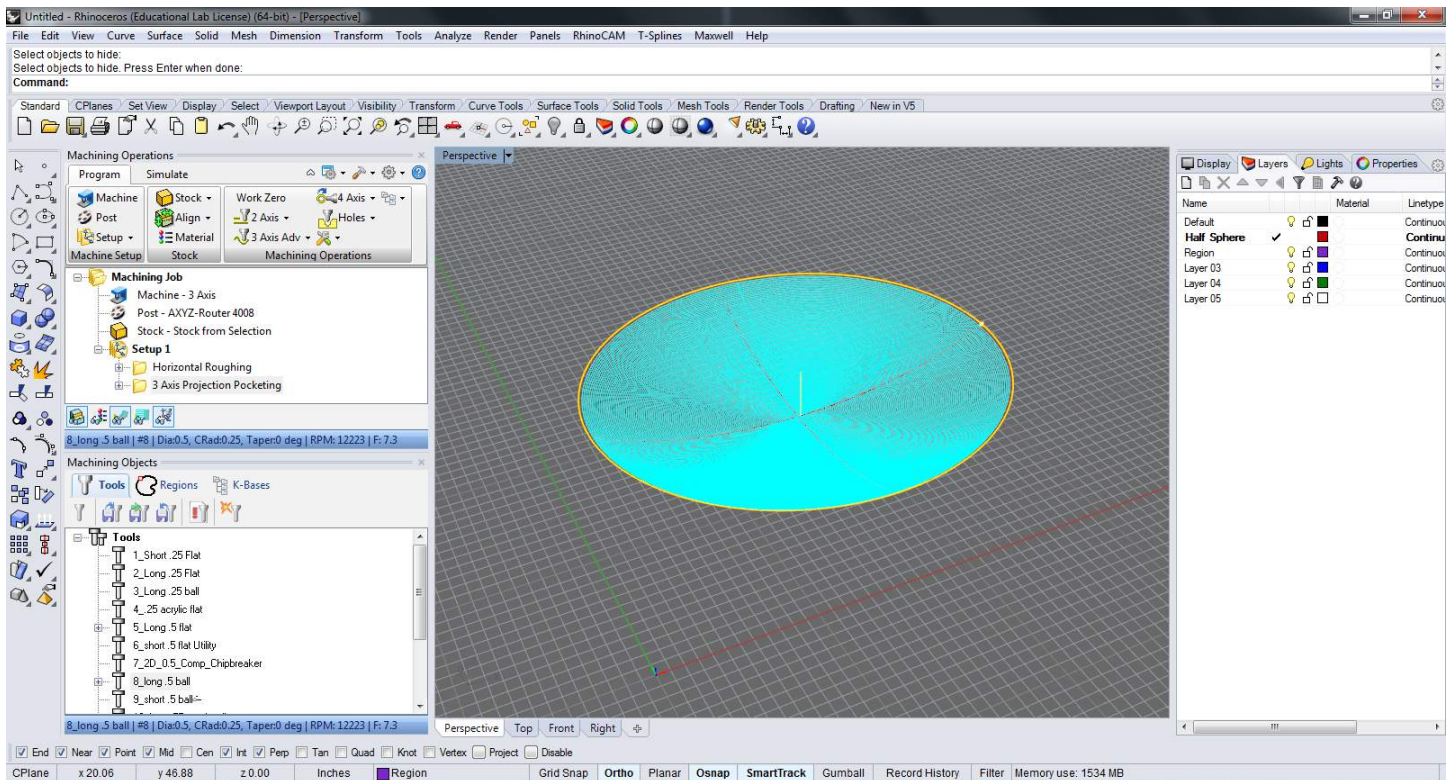 Untitled - Rhinoceros (Educational Lab License) (64-bit) - [Perspective]
File Edit View Curve Surface Solid Mesh Dimension Transform Tools Analyze Render Panels RhinoCAM T-Splines Maxwell Help
Select objects to hide:
Select objects to hide. Press Enter when done:
Command:
Standard CPlanes Set View Display Select Viewport Layout Visibility Transform Curve Tools Surface Tools Solid Tools Mesh Tools Render Tools Drafting New in V5
Machining Operations
Program Simulate
Machine Stock Work Zero 4 Axis
Post Align 2 Axis Holes
Setup Material 3 Axis Adv
Machine Setup Stock Machining Operations
Machining Job
Machine - 3 Axis
Post - AXYZ-Router 4008
Stock - Stock from Selection
Setup 1
Horizontal Roughing
3 Axis Projection Pocketing
8_long .5 ball | #8 | Dia:0.5, CRad:0.25, Taper:0 deg | RPM: 12223 | F: 7.3
Machining Objects
Tools Regions K-Bases
Tools
1_Short .25 Flat
2_Long .25 Flat
3_Long .25 ball
4_.25 acrylic flat
5_Long .5 flat
6_short .5 flat Utility
7_2D_0.5_Comp_Chipbreaker
8_long .5 ball
9_short .5 ball
8_long .5 ball | #8 | Dia:0.5, CRad:0.25, Taper:0 deg | RPM: 12223 | F: 7.3
Perspective
Perspective Top Front Right
Display Layers Lights Properties
Name Material Linetype
Default Continuou
Half Sphere Continu
Region Continuou
Layer 03 Continuou
Layer 04 Continuou
Layer 05 Continuou
End Near Point Mid Cen Int Perp Tan Quad Knot Vertex Project Disable
CPlane x 20.06 y 46.88 z 0.00 Inches Region Grid Snap Ortho Planar Osnap SmartTrack Gumball Record History Filter Memory use: 1534 MB